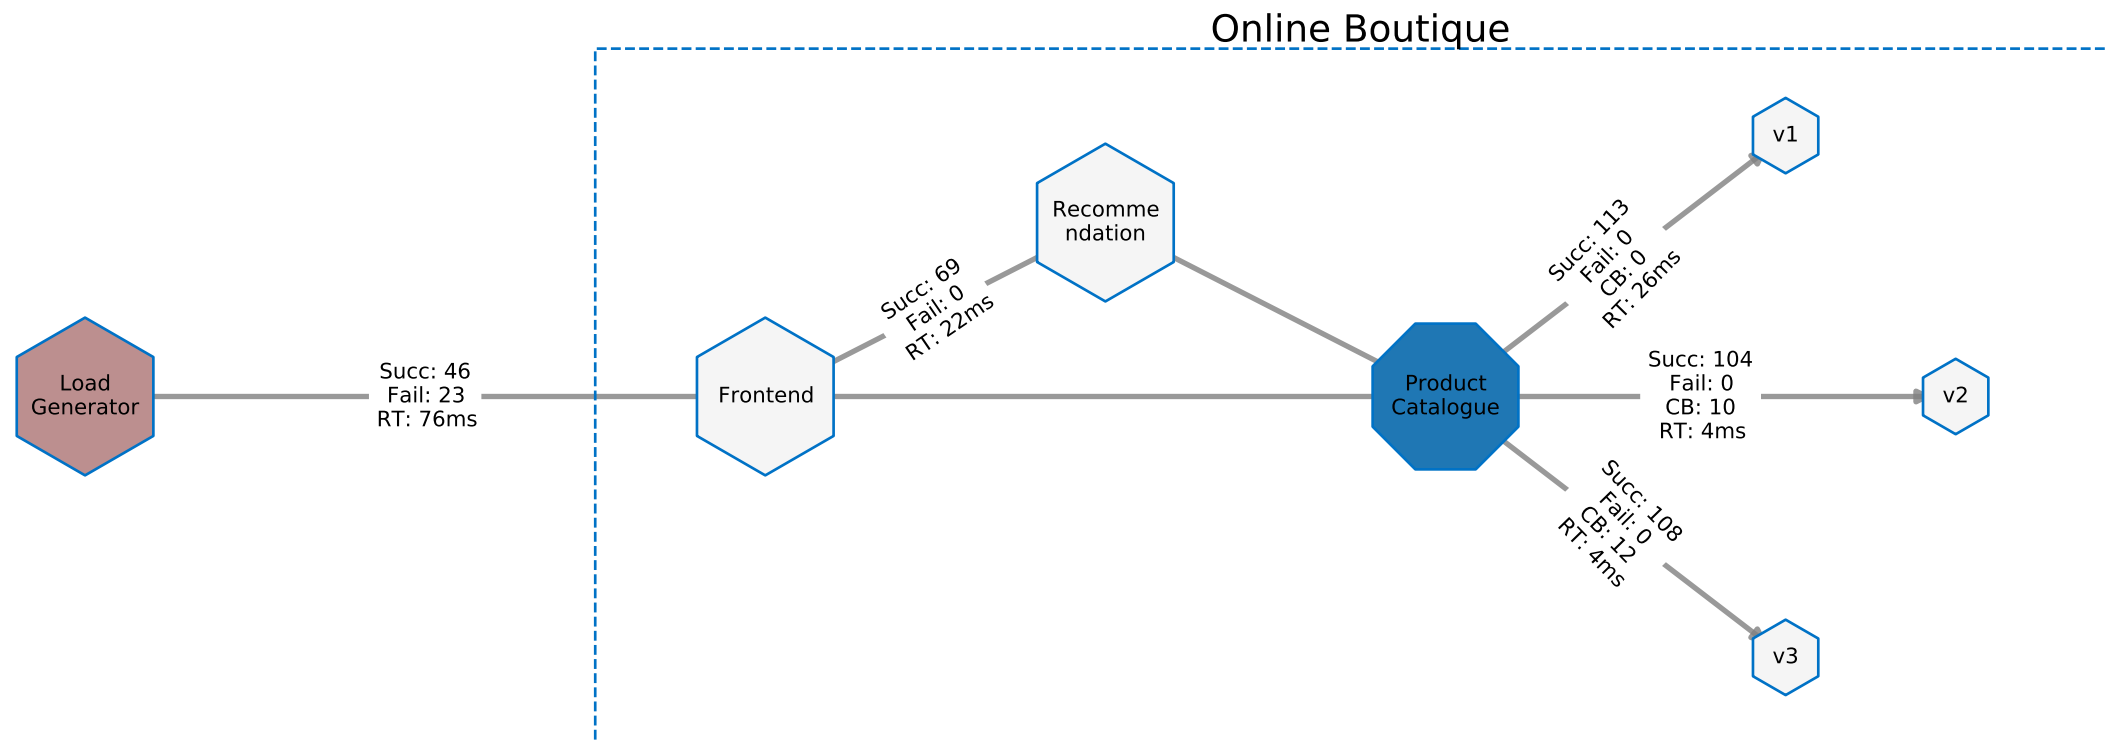 Online Boutique
Load
Generator
Succ: 46
Fail: 23
RT: 76ms
Frontend
Succ: 69
Fail: 0
RT: 22ms
Recomme
ndation
Product
Catalogue
Succ: 113
Fail: 0
CB: 0
RT: 26ms
v1
Succ: 104
Fail: 0
CB: 10
RT: 4ms
v2
Succ: 108
Fail: 0
CB: 12
RT: 4ms
v3